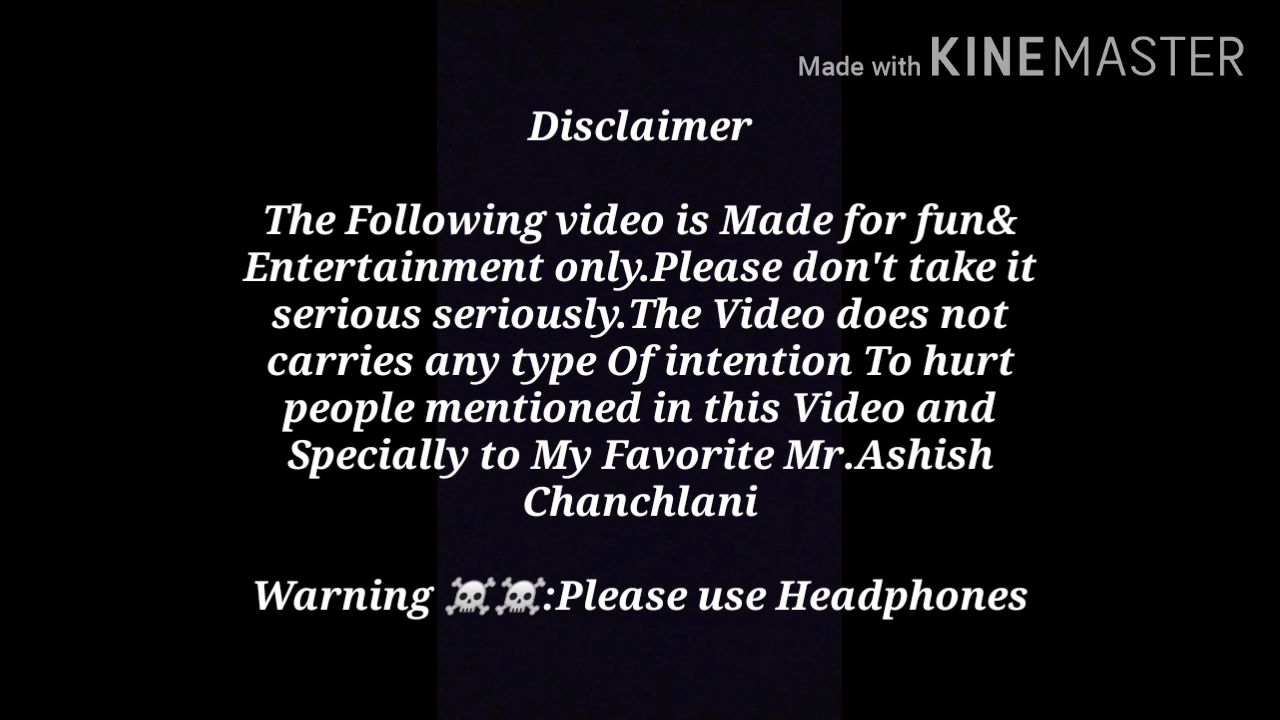 Made with KINEMASTER
Disclaimer
The Following video is Made for fun&
Entertainment only.Please don't take it
serious seriously.The Video does not
carries any type Of intention To hurt
people mentioned in this Video and
Specially to My Favorite Mr.Ashish
Chanchlani
Warning ☠☠:Please use Headphones